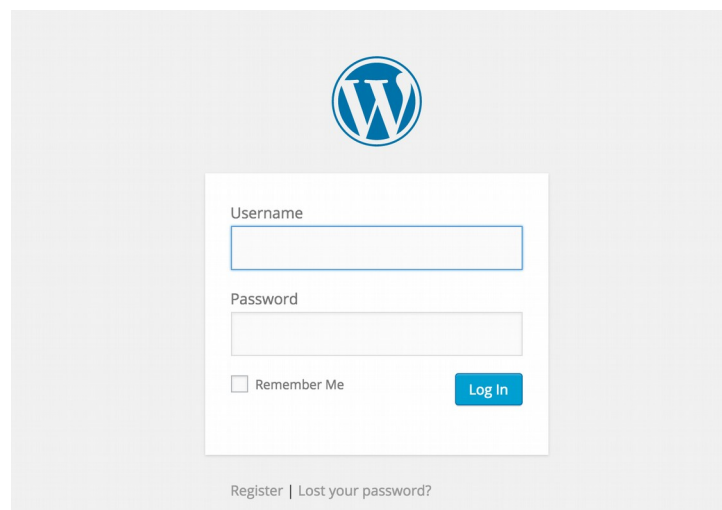 Username
Password
Remember Me
Log In
Register | Lost your password?